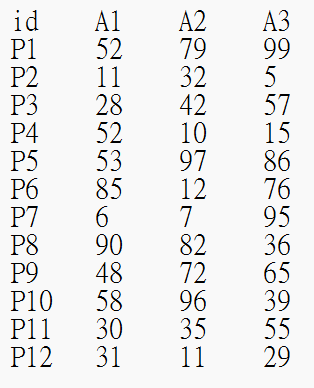 id A1 A2 A3
P1 52 79 99
P2 11 32 5
P3 28 42 57
P4 52 10 15
P5 53 97 86
P6 85 12 76
P7 6 7 95
P8 90 82 36
P9 48 72 65
P10 58 96 39
P11 30 35 55
P12 31 11 29